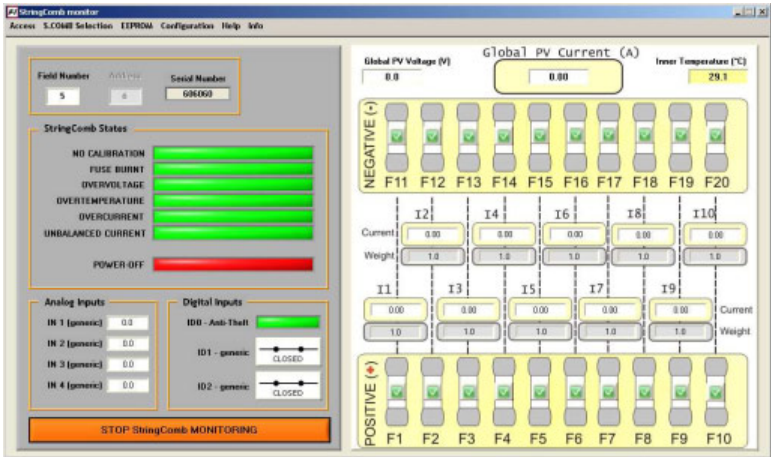 StringComb monitor
Access S.COMB Selection EEPROM Configuration Help Info
Field Number
Address
Serial Number
5
606060
StringComb States
NO CALIBRATION
FUSE BURNT
OVERVOLTAGE
OVERTEMPERATURE
OVERCURRENT
UNBALANCED CURRENT
POWER-OFF
Analog Inputs
IN 1 (generic) 0.0
IN 2 (generic) 0.0
IN 3 (generic) 0.0
IN 4 (generic) 0.0
Digital Inputs
ID0 - Anti-Theft
ID1 - generic CLOSED
ID2 - generic CLOSED
STOP StringComb MONITORING
Global PV Voltage (V)
0.0
Global PV Current (A)
0.00
Inner Temperature (°C)
29.1
NEGATIVE (-)
F11 F12 F13 F14 F15 F16 F17 F18 F19 F20
I2 I4 I6 I8 I10
Current 0.00 0.00 0.00 0.00 0.00
Weight 1.0 1.0 1.0 1.0 1.0
I1 I3 I5 I7 I9
0.00 0.00 0.00 0.00 0.00 Current
1.0 1.0 1.0 1.0 1.0 Weight
POSITIVE (+)
F1 F2 F3 F4 F5 F6 F7 F8 F9 F10